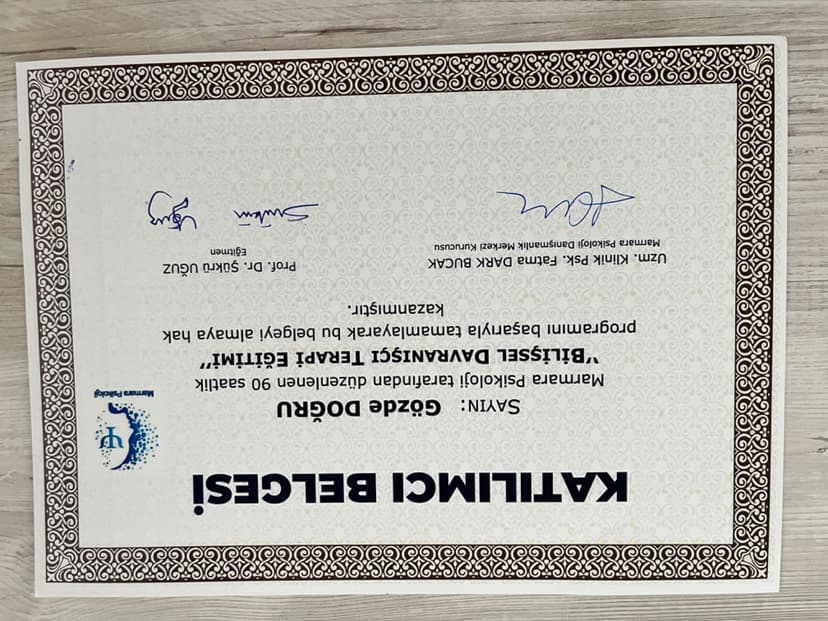 KATILIMCI BELGESİ
Marmara Psikoloji
SAYIN: Gözde DOĞRU
Marmara Psikoloji tarafından düzenlenen 90 saatlik
"BİLİŞSEL DAVRANIŞÇI TERAPİ EĞİTİMİ"
programını başarıyla tamamlayarak bu belgeyi almaya hak
kazanmıştır.
Uzm. Klinik Psk. Fatma DARK BUCAK
Marmara Psikoloji Danışmanlık Merkezi Kurucusu
Prof. Dr. Şükrü UĞUZ
Eğitmen
Şükrü Uğuz